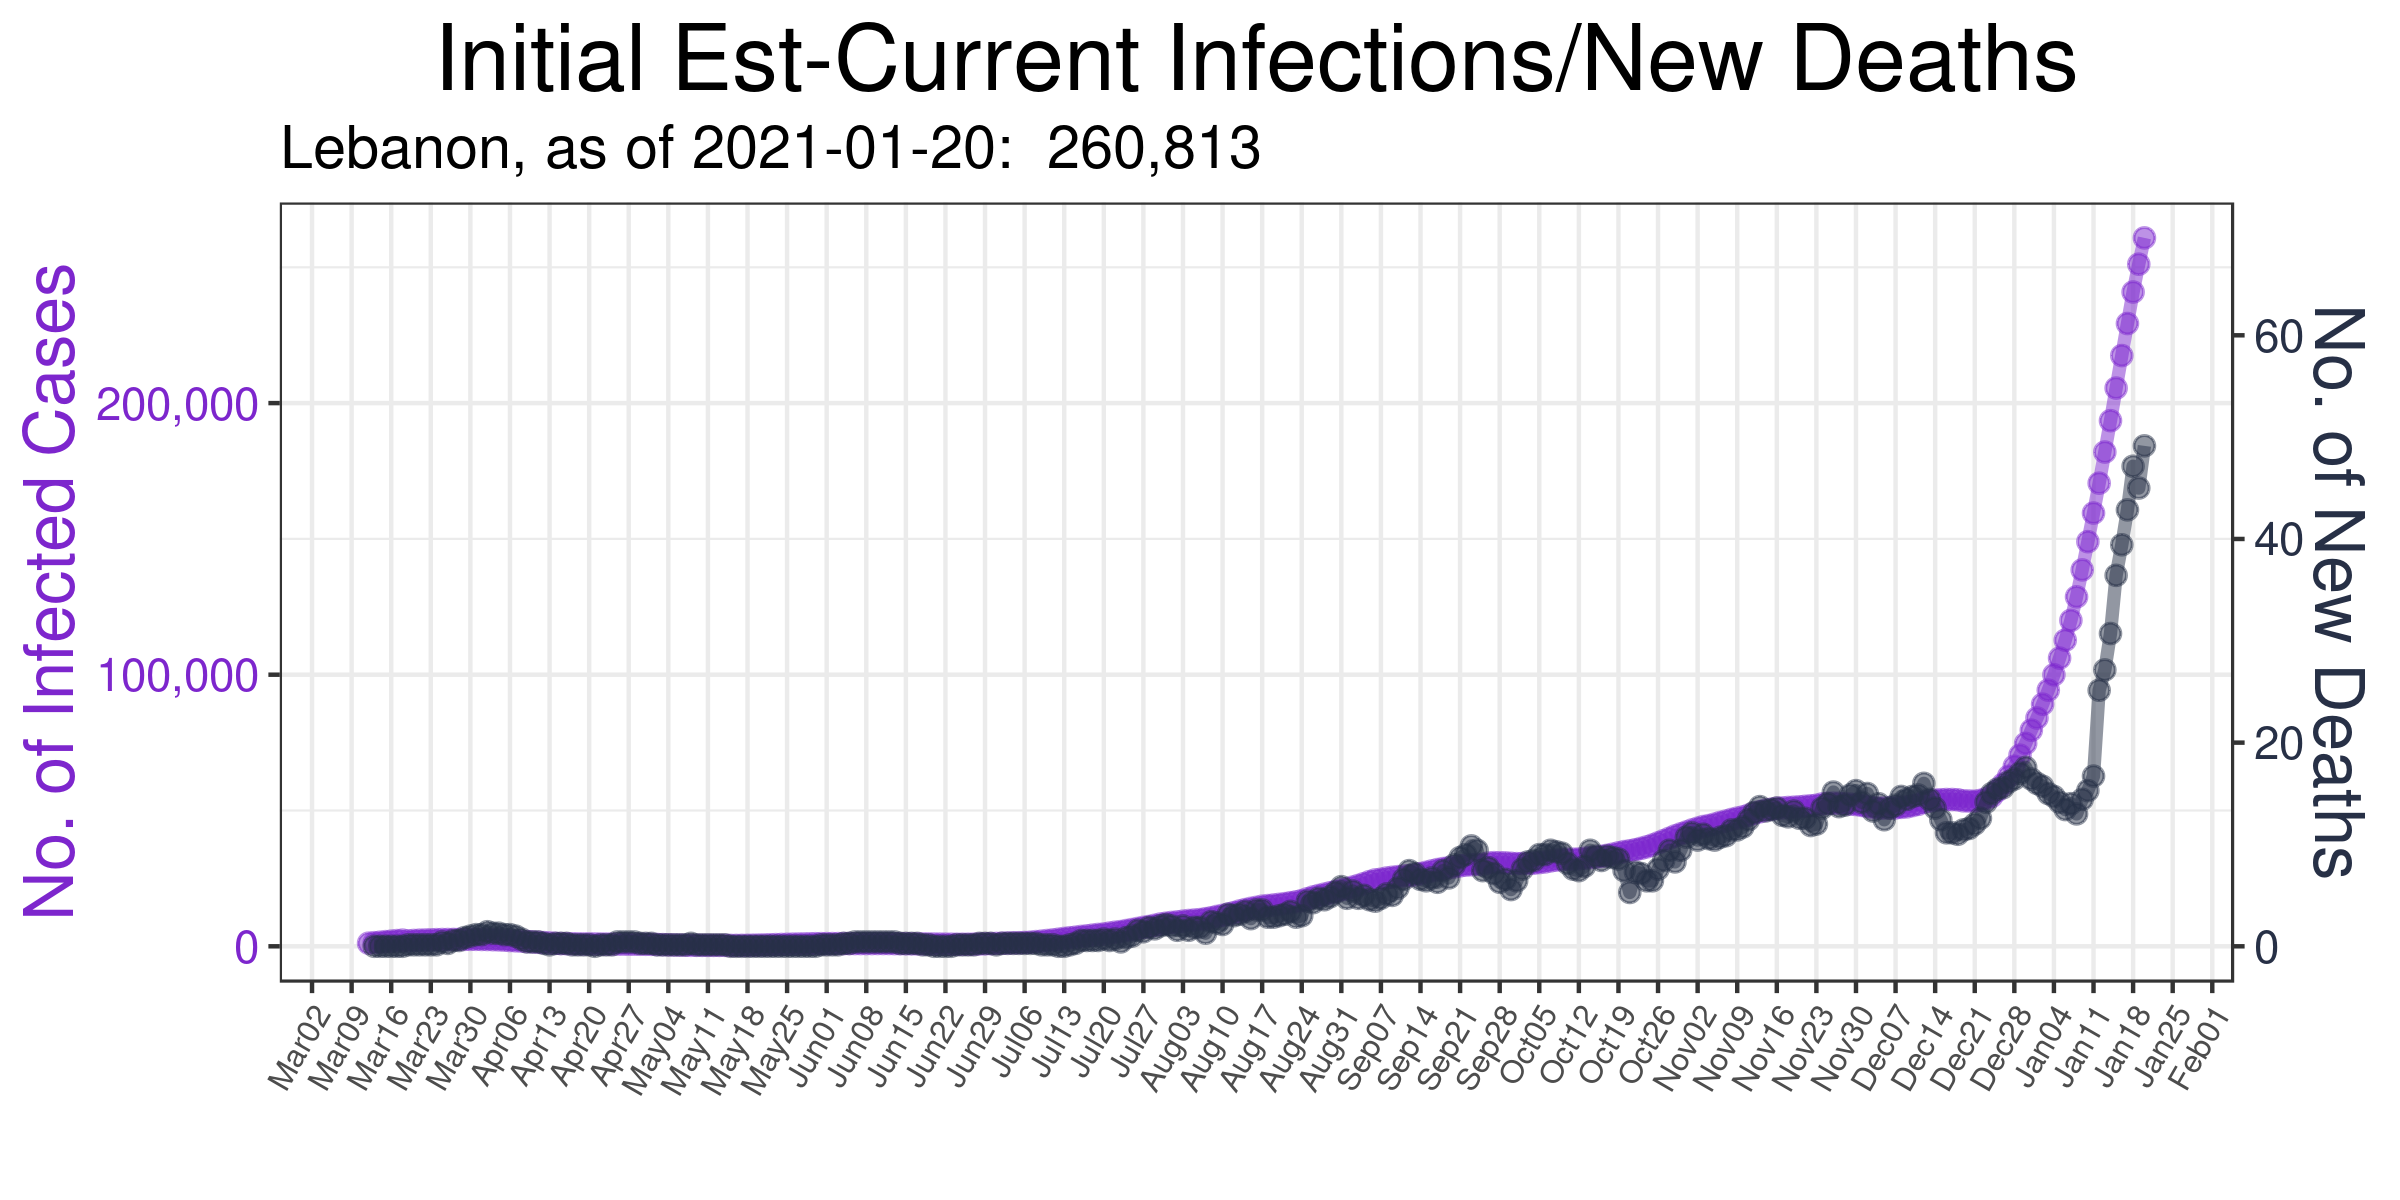 Initial Est-Current Infections/New Deaths
Lebanon, as of 2021-01-20:  260,813
No. of Infected Cases
200,000
100,000
0
60
40
20
0
No. of New Deaths
Mar02
Mar09
Mar16
Mar23
Mar30
Apr06
Apr13
Apr20
Apr27
May04
May11
May18
May25
Jun01
Jun08
Jun15
Jun22
Jun29
Jul06
Jul13
Jul20
Jul27
Aug03
Aug10
Aug17
Aug24
Aug31
Sep07
Sep14
Sep21
Sep28
Oct05
Oct12
Oct19
Oct26
Nov02
Nov09
Nov16
Nov23
Nov30
Dec07
Dec14
Dec21
Dec28
Jan04
Jan11
Jan18
Jan25
Feb01